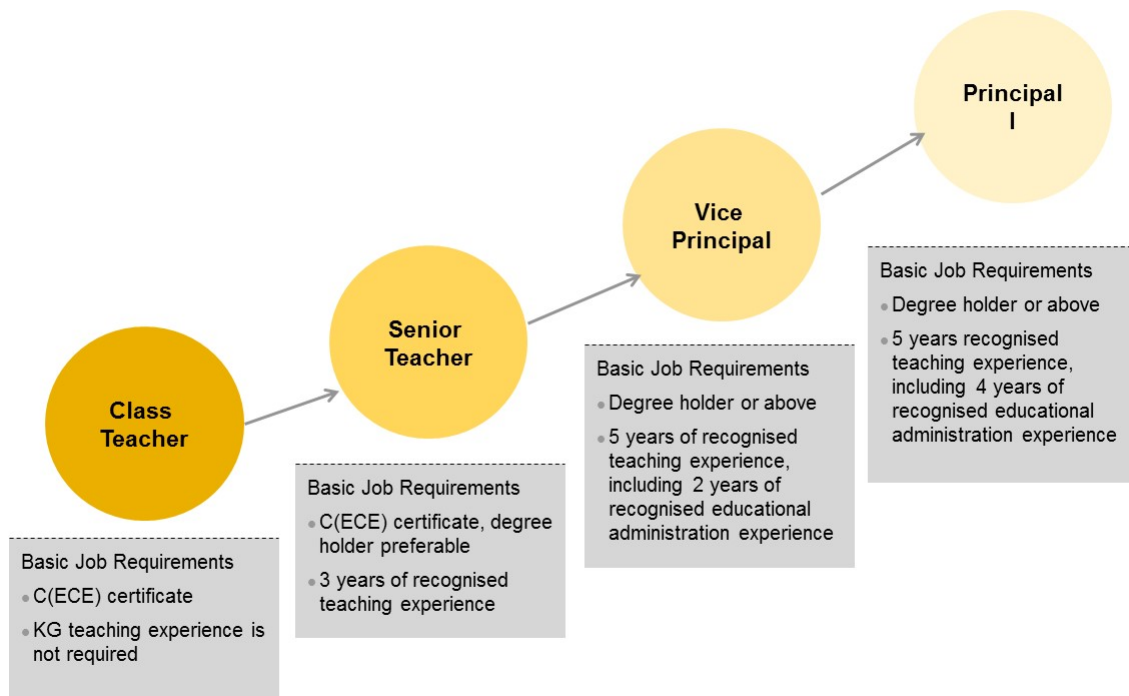 Class
Teacher
Basic Job Requirements
C(ECE) certificate
KG teaching experience is
not required
Senior
Teacher
Basic Job Requirements
C(ECE) certificate, degree
holder preferable
3 years of recognised
teaching experience
Vice
Principal
Basic Job Requirements
Degree holder or above
5 years of recognised
teaching experience,
including 2 years of
recognised educational
administration experience
Principal
I
Basic Job Requirements
Degree holder or above
5 years recognised
teaching experience,
including 4 years of
recognised educational
administration experience